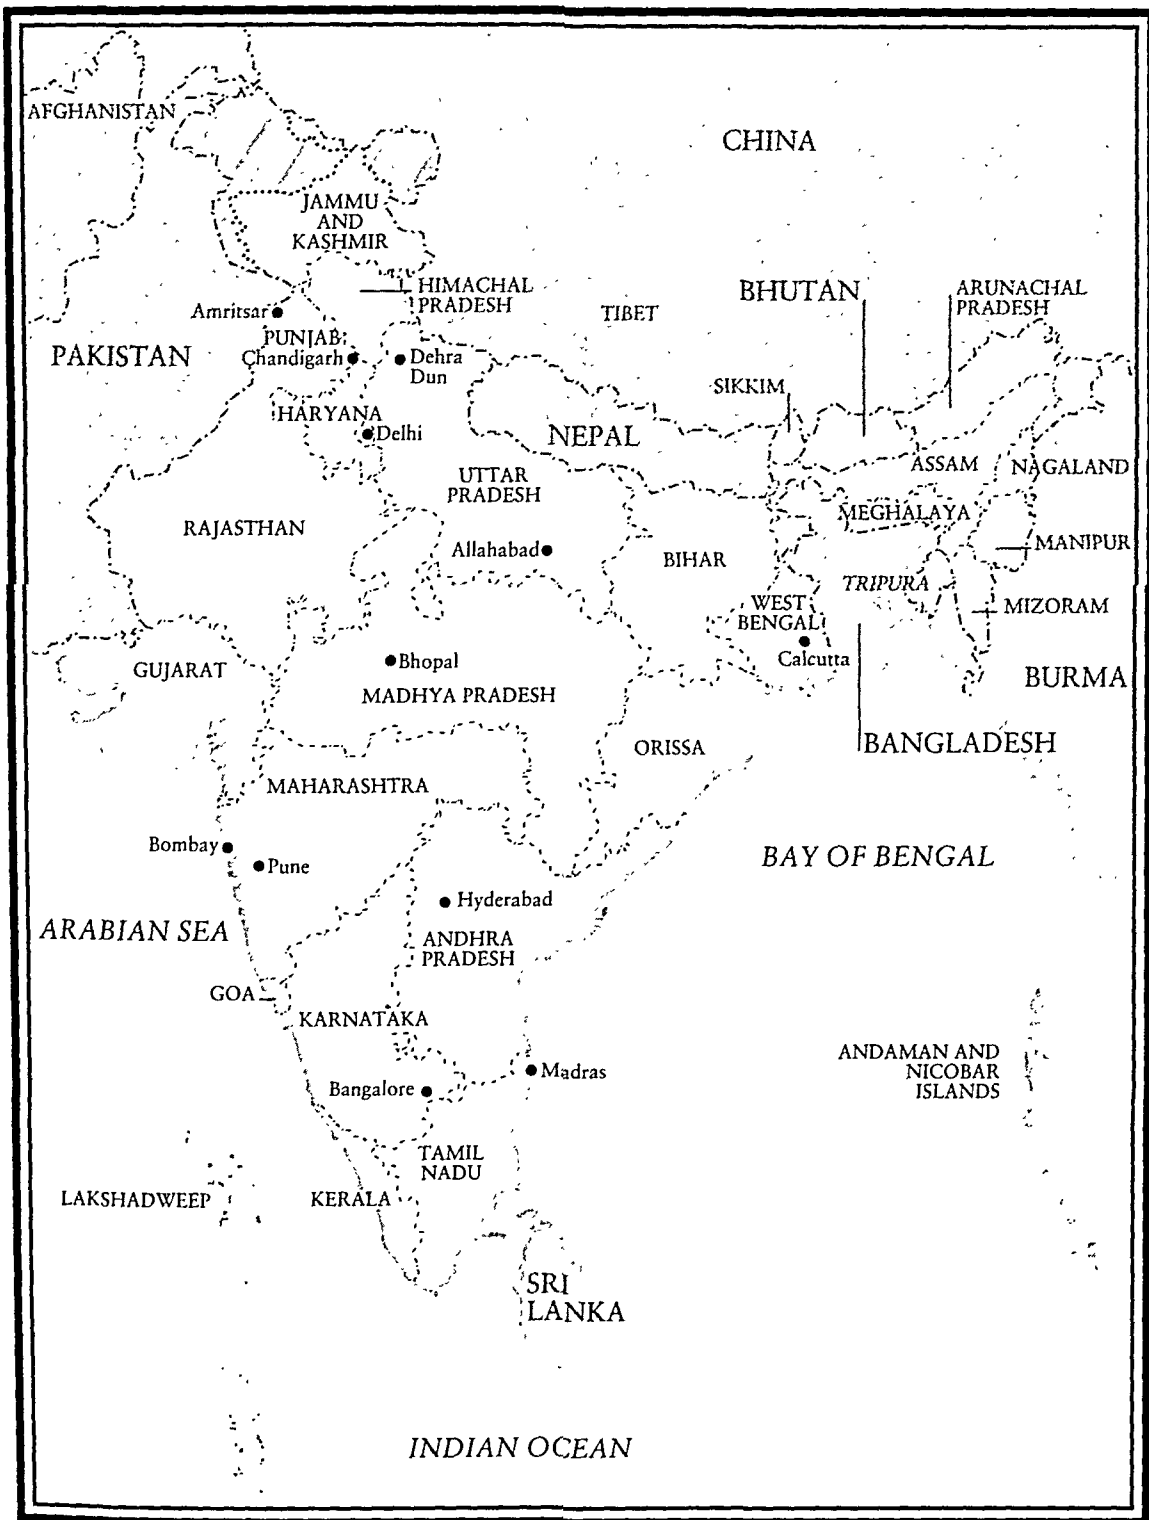 AFGHANISTAN
CHINA
JAMMU
AND
KASHMIR
HIMACHAL
PRADESH
BHUTAN
ARUNACHAL
PRADESH
Amritsar
TIBET
PUNJAB
PAKISTAN
Chandigarh
Dehra
Dun
SIKKIM
HARYANA
Delhi
NEPAL
ASSAM
NAGALAND
UTTAR
PRADESH
RAJASTHAN
MEGHALAYA
Allahabad
BIHAR
MANIPUR
TRIPURA
WEST
BENGAL
MIZORAM
Calcutta
GUJARAT
Bhopal
MADHYA PRADESH
BURMA
ORISSA
BANGLADESH
MAHARASHTRA
Bombay
Pune
BAY OF BENGAL
Hyderabad
ARABIAN SEA
ANDHRA
PRADESH
GOA
KARNATAKA
ANDAMAN AND
NICOBAR
ISLANDS
Madras
Bangalore
TAMIL
NADU
LAKSHADWEEP
KERALA
SRI
LANKA
INDIAN OCEAN